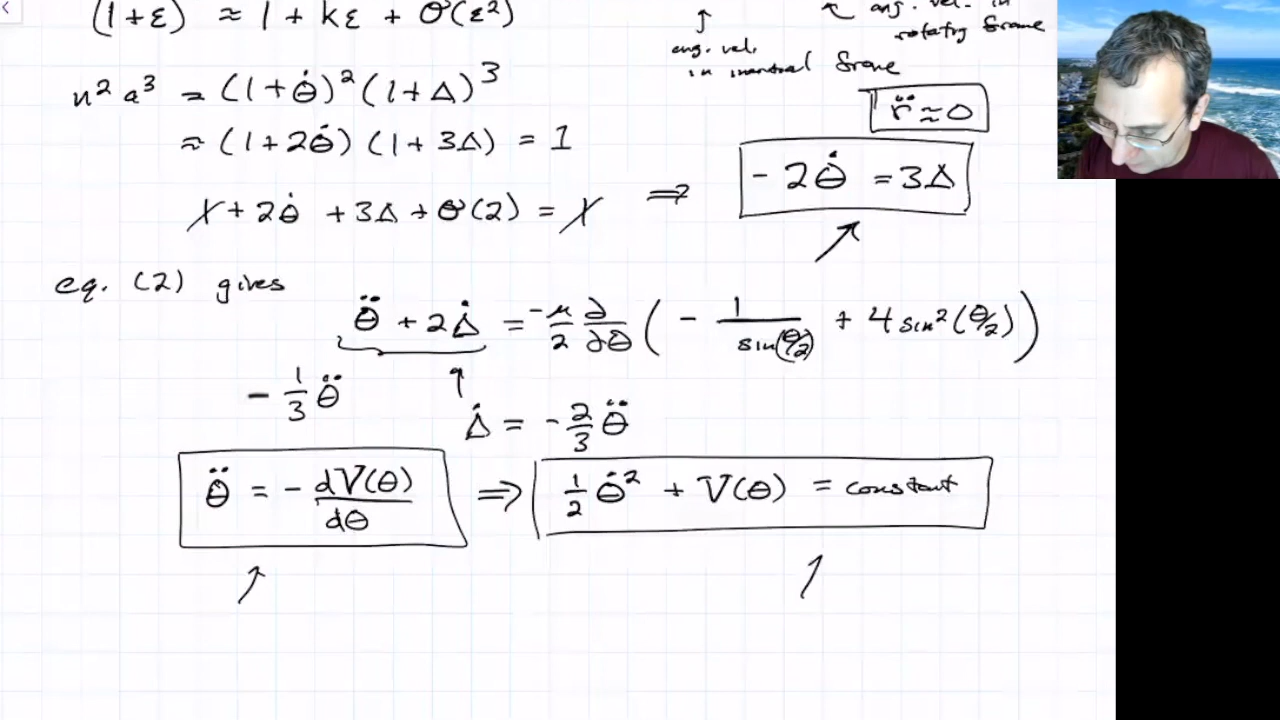 (1+ε) ≈ 1 + kε + O(ε²)
ang. vel. in
rotating frame
ang. vel.
in inertial frame
n² a³ = (1+θ̇)² (1+Δ)³
r̈ ≈ 0
≈ (1+2θ̇) (1+3Δ) = 1
1 + 2θ̇ + 3Δ + O(2) = 1 ⇒ -2θ̇ = 3Δ
eq. (2) gives
θ̈ + 2Δ̇ = -μ/2 ∂/∂θ ( - 1/sin(θ/2) + 4 sin²(θ/2) )
- 1/3 θ̈
Δ̇ = - 2/3 θ̈
θ̈ = - dV(θ)/dθ ⇒ 1/2 θ̇² + V(θ) = constant